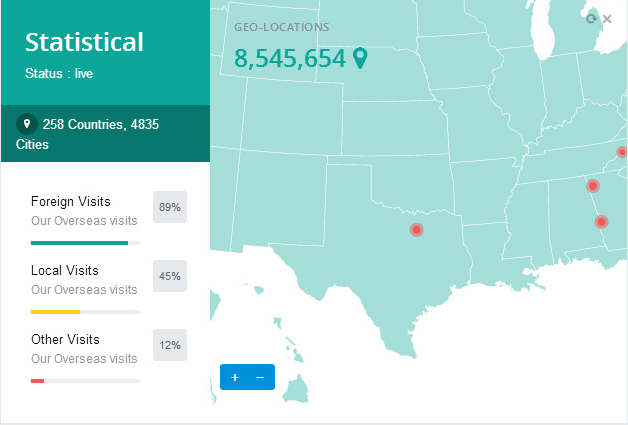 Statistical
Status : live
258 Countries, 4835
Cities
Foreign Visits
Our Overseas visits
89%
Local Visits
Our Overseas visits
45%
Other Visits
Our Overseas visits
12%
GEO-LOCATIONS
8,545,654
+ −